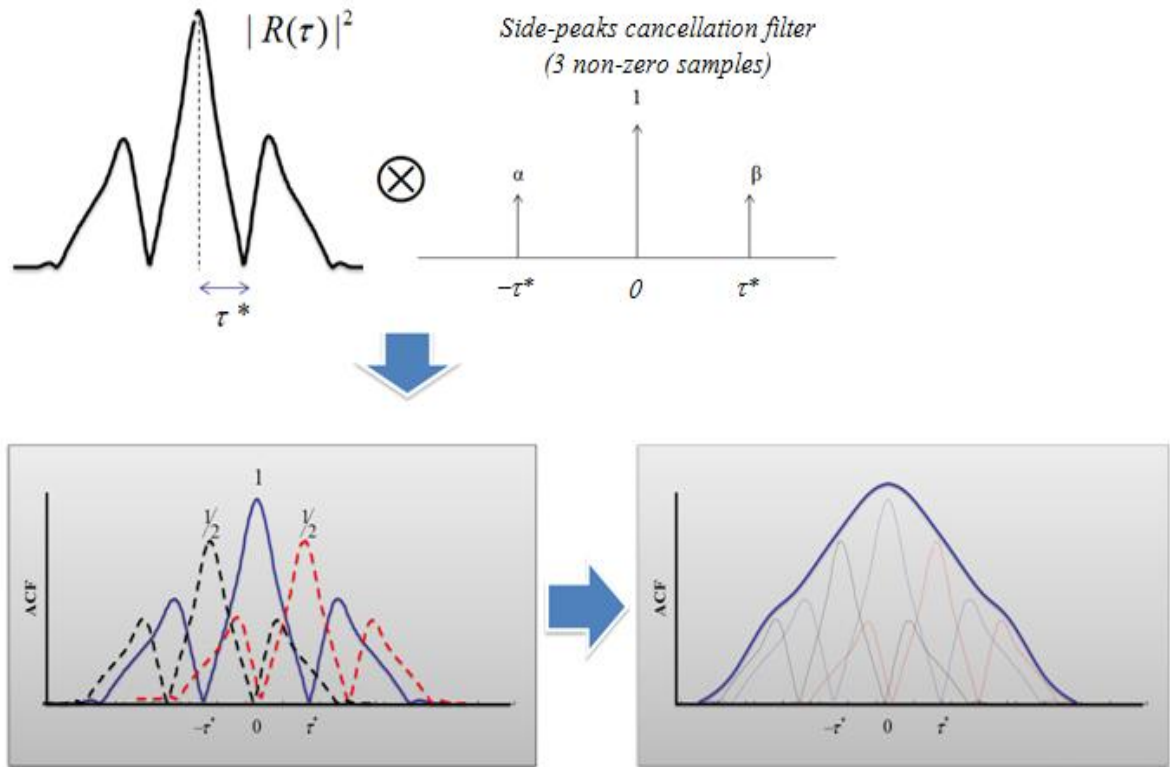 | R(τ) |²
Side-peaks cancellation filter
(3 non-zero samples)
1
α
β
−τ*
0
τ*
τ *
ACF
1
1/2
1/2
−τ*
0
τ*
ACF
−τ*
0
τ*